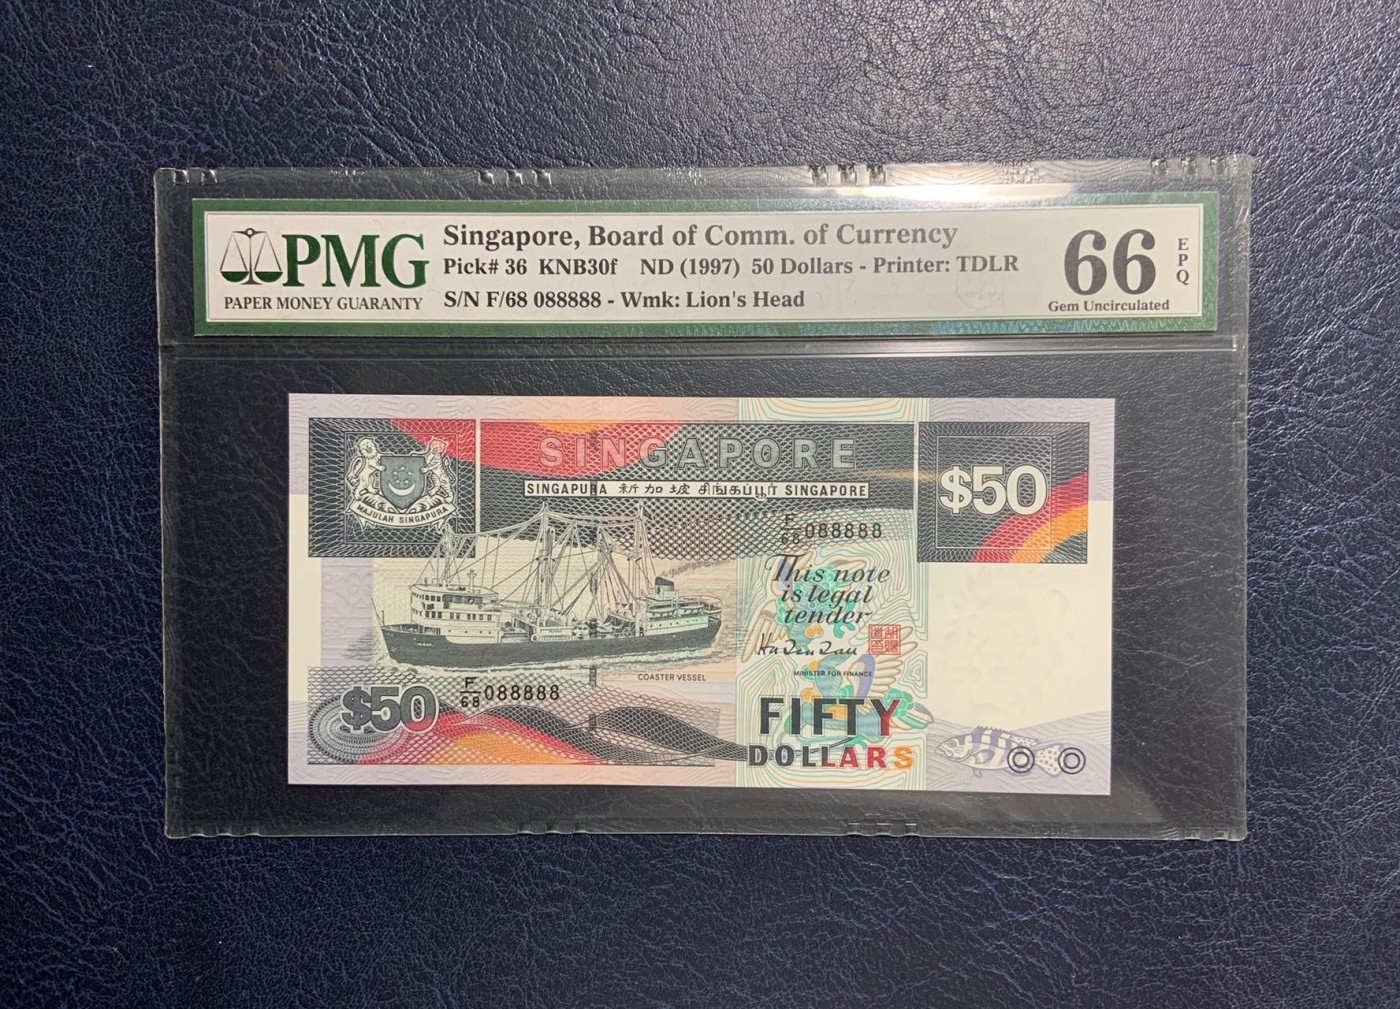 PMG
PAPER MONEY GUARANTY
Singapore, Board of Comm. of Currency
Pick# 36 KNB30f ND (1997) 50 Dollars - Printer: TDLR
S/N F/68 088888 - Wmk: Lion's Head
66
EPQ
Gem Uncirculated
SINGAPORE
SINGAPURA 新加坡 சிங்கப்பூர் SINGAPORE
MAJULAH SINGAPURA
$50
F/68 088888
This note
is legal
tender
MINISTER FOR FINANCE
COASTER VESSEL
$50
F/68 088888
FIFTY
DOLLARS